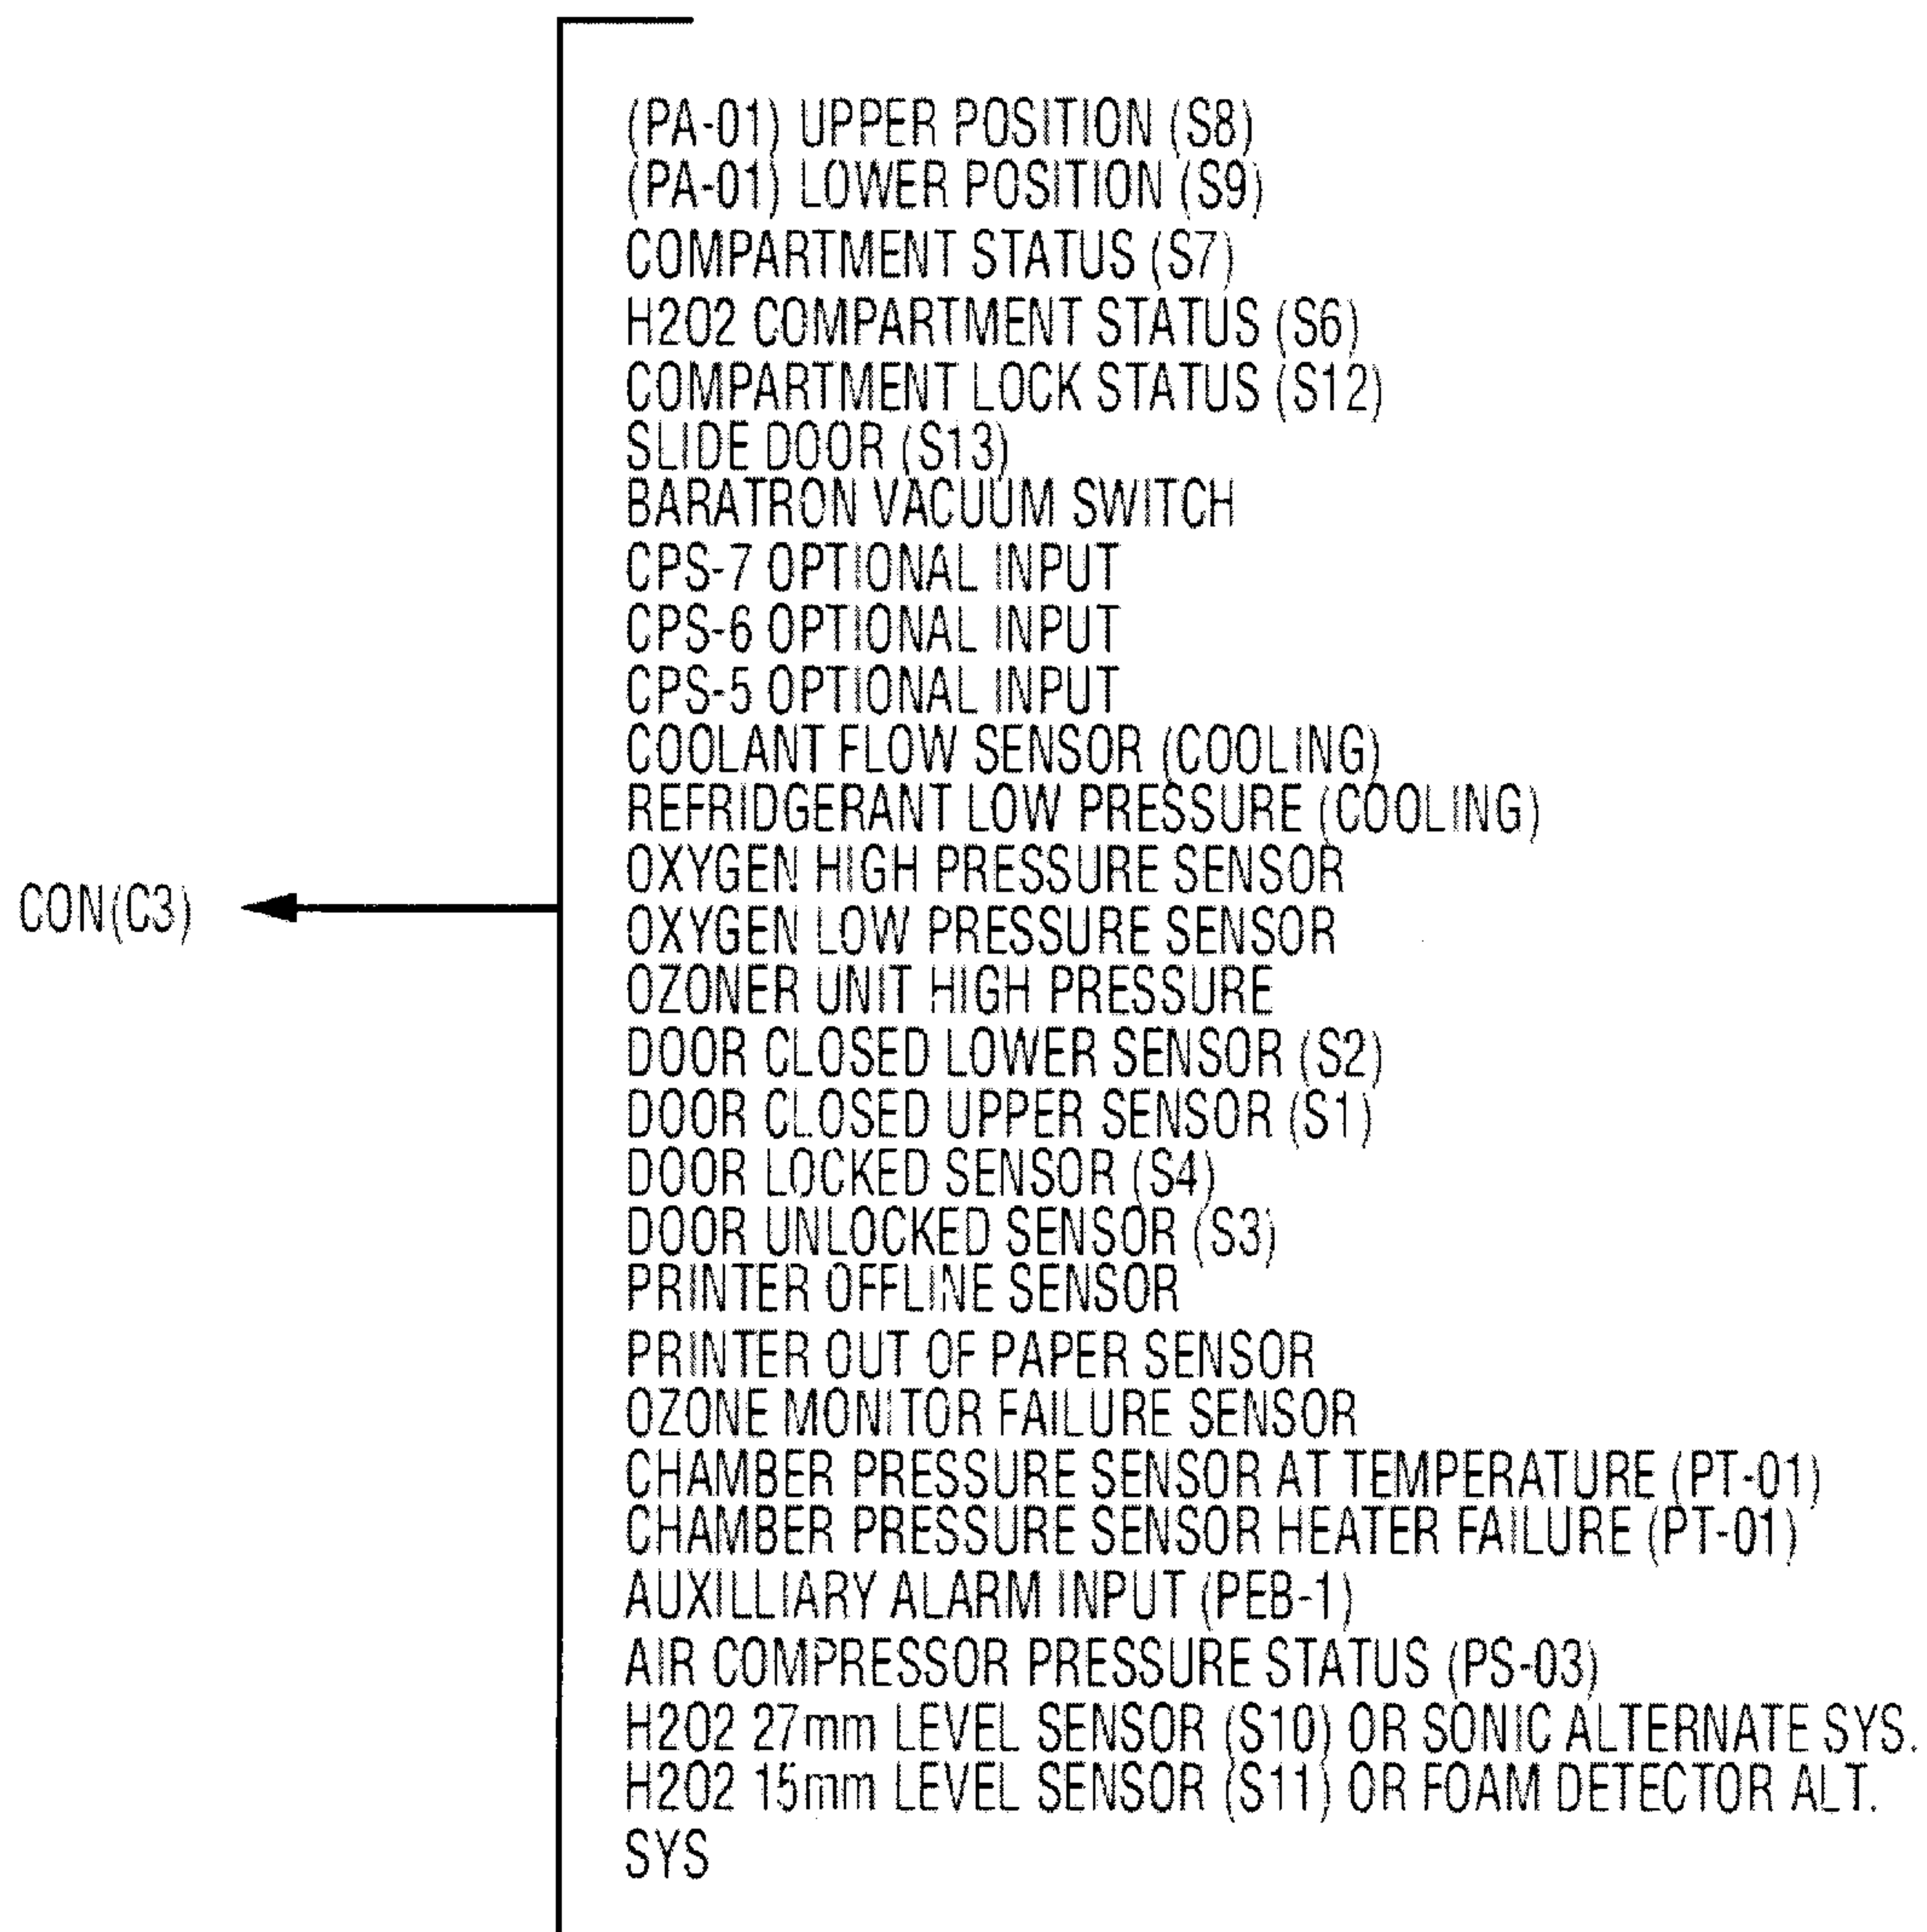 (PA-01) UPPER POSITION (S8)
(PA-01) LOWER POSITION (S9)
COMPARTMENT STATUS (S7)
H2O2 COMPARTMENT STATUS (S6)
COMPARTMENT LOCK STATUS (S12)
SLIDE DOOR (S13)
BARATRON VACUUM SWITCH
CPS-7 OPTIONAL INPUT
CPS-6 OPTIONAL INPUT
CPS-5 OPTIONAL INPUT
COOLANT FLOW SENSOR (COOLING)
REFRIDGERANT LOW PRESSURE (COOLING)
OXYGEN HIGH PRESSURE SENSOR
CON(C3)
OXYGEN LOW PRESSURE SENSOR
OZONER UNIT HIGH PRESSURE
DOOR CLOSED LOWER SENSOR (S2)
DOOR CLOSED UPPER SENSOR (S1)
DOOR LOCKED SENSOR (S4)
DOOR UNLOCKED SENSOR (S3)
PRINTER OFFLINE SENSOR
PRINTER OUT OF PAPER SENSOR
OZONE MONITOR FAILURE SENSOR
CHAMBER PRESSURE SENSOR AT TEMPERATURE (PT-01)
CHAMBER PRESSURE SENSOR HEATER FAILURE (PT-01)
AUXILLIARY ALARM INPUT (PEB-1)
AIR COMPRESSOR PRESSURE STATUS (PS-03)
H2O2 27mm LEVEL SENSOR (S10) OR SONIC ALTERNATE SYS.
H2O2 15mm LEVEL SENSOR (S11) OR FOAM DETECTOR ALT.
SYS